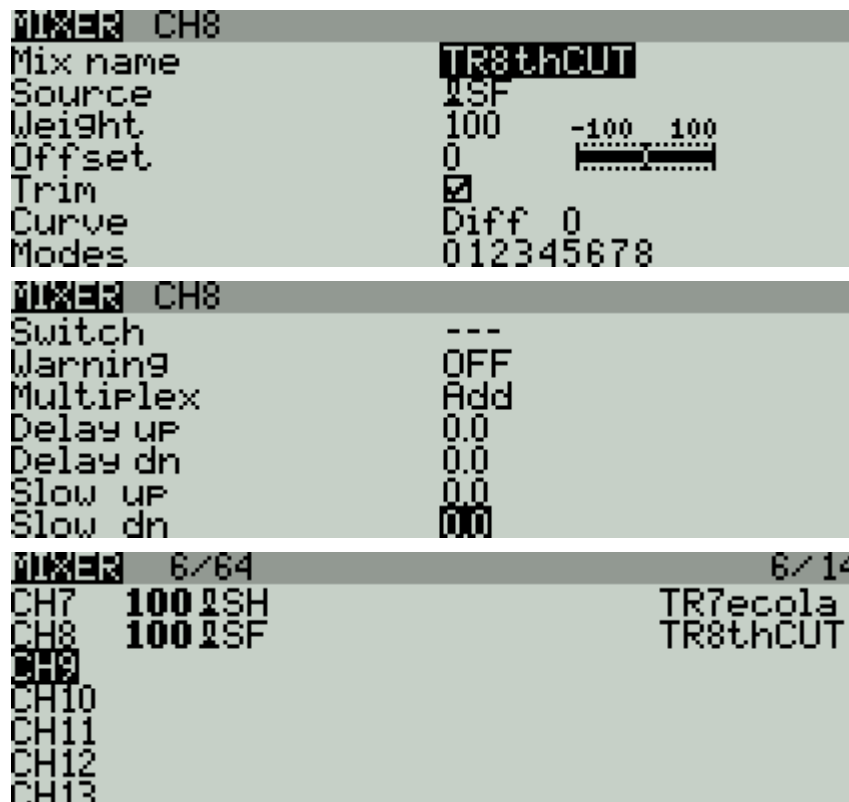 MIXER CH8
Mix name TR8thCUT
Source SF
Weight 100 -100 100
Offset 0
Trim
Curve Diff 0
Modes 012345678
MIXER CH8
Switch ---
Warning OFF
Multiplex Add
Delay up 0.0
Delay dn 0.0
Slow up 0.0
Slow dn 0.0
MIXER 6/64 6/14
CH7 100 SH TR7ecola
CH8 100 SF TR8thCUT
CH9
CH10
CH11
CH12
CH13